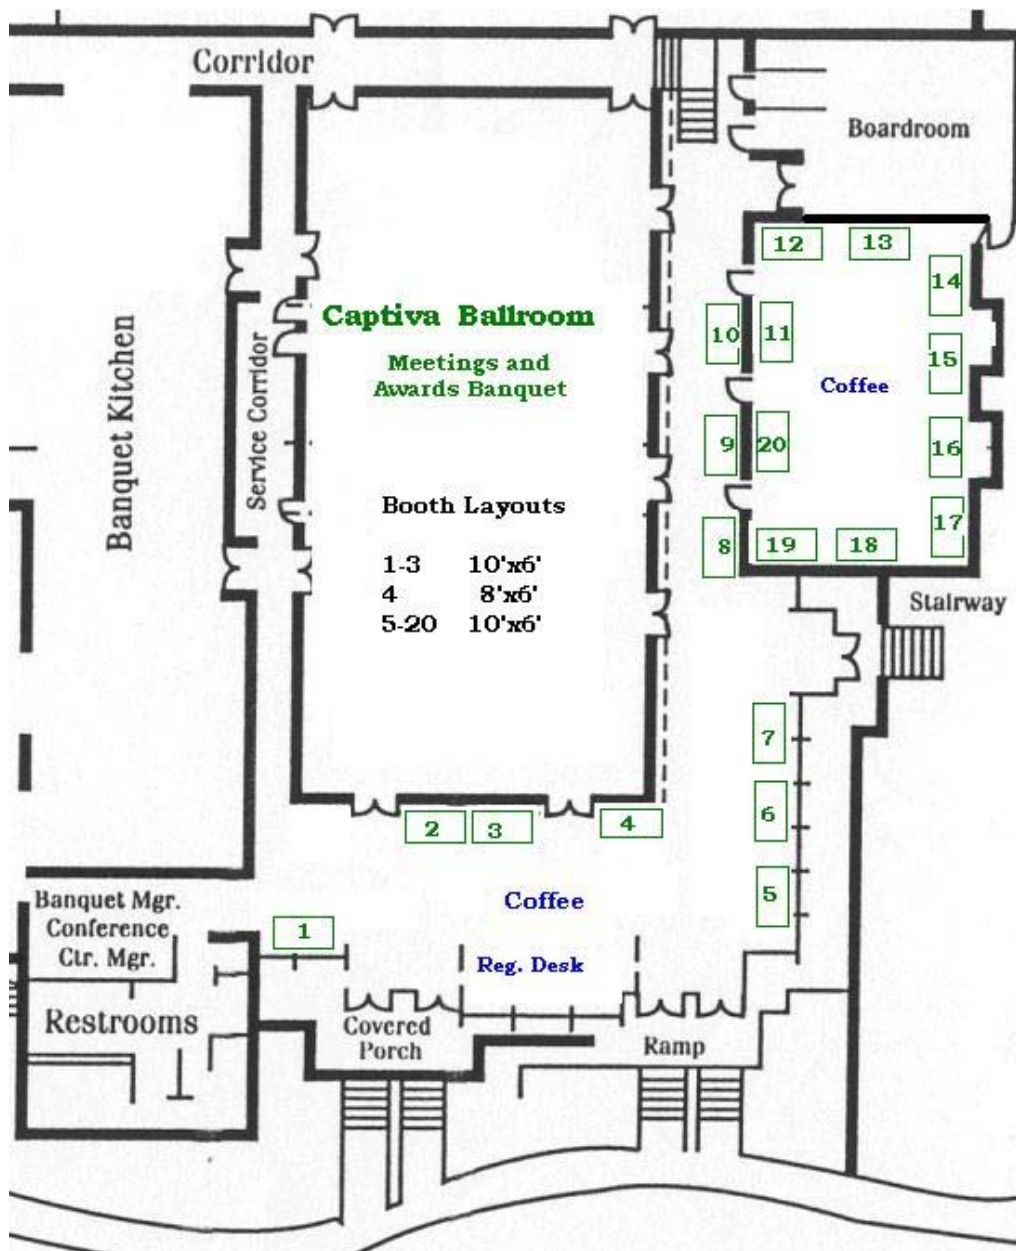 Corridor
Boardroom
12
13
14
Captiva Ballroom
10
11
15
Meetings and
Awards Banquet
Coffee
Banquet Kitchen
Service Corridor
9
20
16
Booth Layouts
17
8
19
18
1-3 10'x6'
4 8'x6'
5-20 10'x6'
Stairway
7
6
2
3
4
5
Banquet Mgr.
Conference
Ctr. Mgr.
Coffee
1
Reg. Desk
Restrooms
Covered
Porch
Ramp